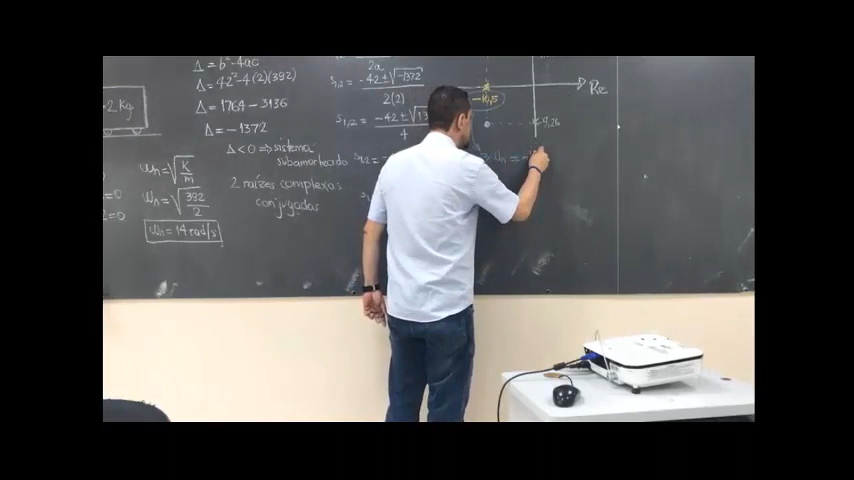 2Kg
=0
2=0
ωn = √K/m
ωn = √392/2
ωn = 14 rad/s
Δ = b²-4ac
Δ = 42²-4(2)(392)
Δ = 1764-3136
Δ = -1372
Δ<0 ⇒ sistema
subamortecido
2 raízes complexas
conjugadas
2a
s1,2 = -42±√-1372 / 2(2)
s1,2 = -42±√13 / 4
s1,2 = -
-10,5
Re
-9,26
ωn =